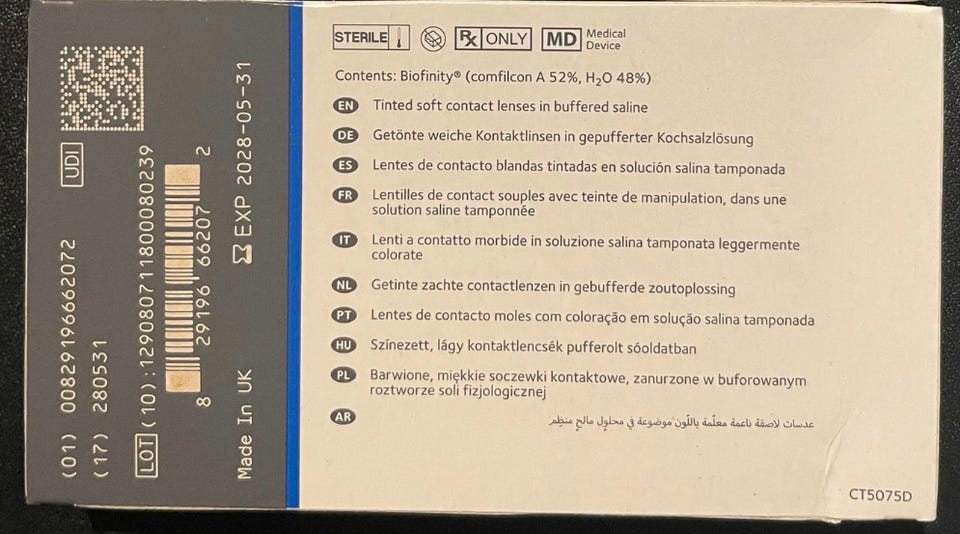 UDI
(01) 00829196662072
(17) 280531
LOT (10):129080711800080239
8 29196 66207 2
Made In UK EXP 2028-05-31
STERILE Rx ONLY MD Medical
Device
Contents: Biofinity® (comfilcon A 52%, H₂O 48%)
EN Tinted soft contact lenses in buffered saline
DE Getönte weiche Kontaktlinsen in gepufferter Kochsalzlösung
ES Lentes de contacto blandas tintadas en solución salina tamponada
FR Lentilles de contact souples avec teinte de manipulation, dans une
solution saline tamponnée
IT Lenti a contatto morbide in soluzione salina tamponata leggermente
colorate
NL Getinte zachte contactlenzen in gebufferde zoutoplossing
PT Lentes de contacto moles com coloração em solução salina tamponada
HU Színezett, lágy kontaktlencsék pufferolt sóoldatban
PL Barwione, miękkie soczewki kontaktowe, zanurzone w buforowanym
roztworze soli fizjologicznej
AR عدسات لاصقة ناعمة معلّمة باللّون موضوعة في محلول مالح منظم
CT5075D